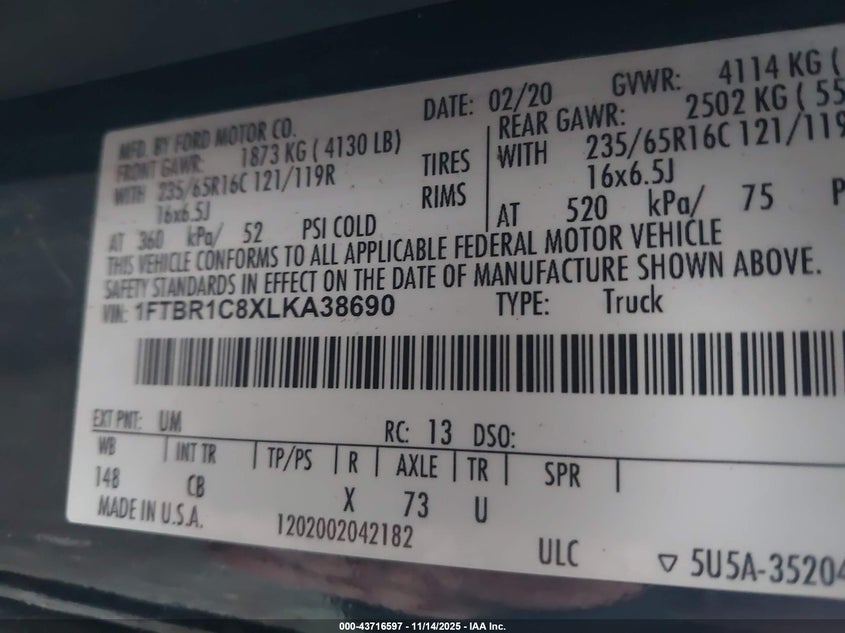 MFD. BY FORD MOTOR CO. DATE: 02/20 GVWR: 4114 KG (
FRONT GAWR: 1873 KG ( 4130 LB) REAR GAWR: 2502 KG ( 55
WITH 235/65R16C 121/119R TIRES WITH 235/65R16C 121/119
16x6.5J RIMS 16x6.5J
AT 360 kPa/ 52 PSI COLD AT 520 kPa/ 75 P
THIS VEHICLE CONFORMS TO ALL APPLICABLE FEDERAL MOTOR VEHICLE
SAFETY STANDARDS IN EFFECT ON THE DATE OF MANUFACTURE SHOWN ABOVE.
VIN: 1FTBR1C8XLKA38690 TYPE: Truck
EXT PNT: UM RC: 13 DSO:
WB INT TR TP/PS R AXLE TR SPR
148 CB X 73 U
MADE IN U.S.A. 1202002042182 ULC ▽ 5U5A-35204
000-43716597 - 11/14/2025 - IAA Inc.